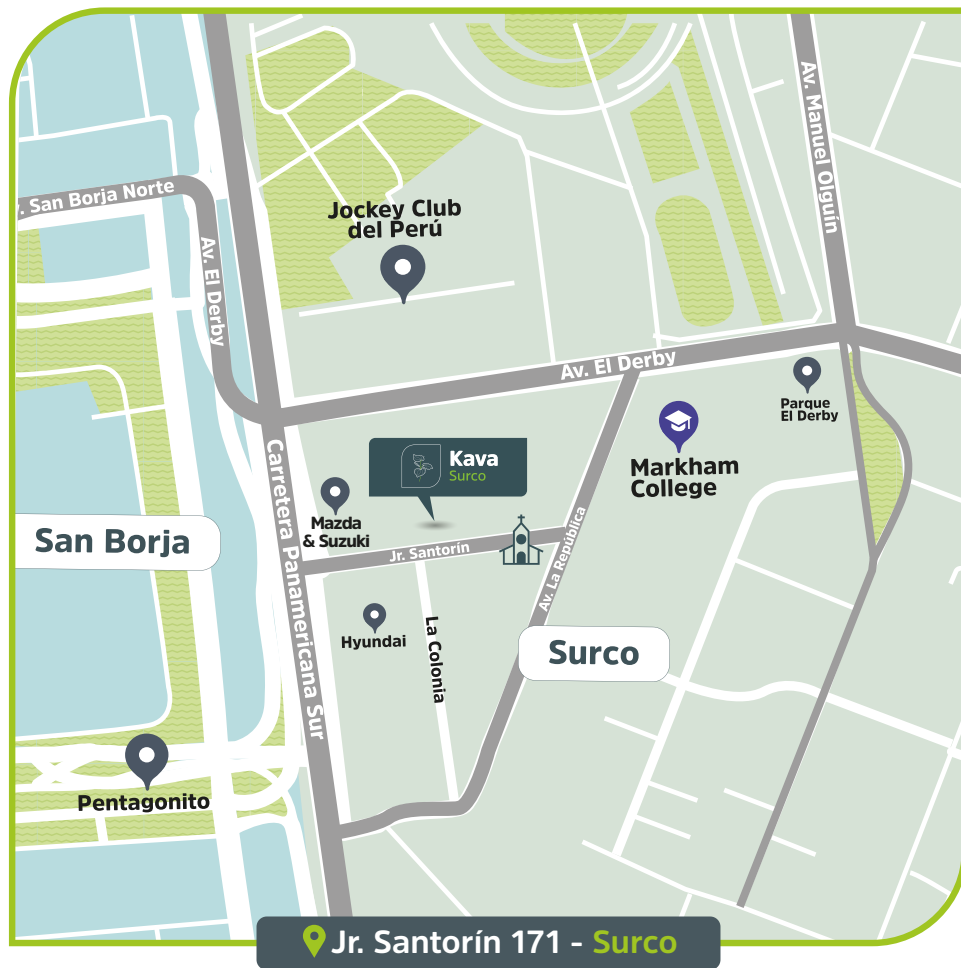 Av. Manuel Olguín
. San Borja Norte
Jockey Club
del Perú
Av. El Derby
Av. El Derby
Parque
El Derby
Kava
Surco
Markham
College
Carretera Panamericana Sur
Mazda
& Suzuki
San Borja
Jr. Santorín
Av. La República
Hyundai
La Colonia
Surco
Pentagonito
Jr. Santorín 171 - Surco